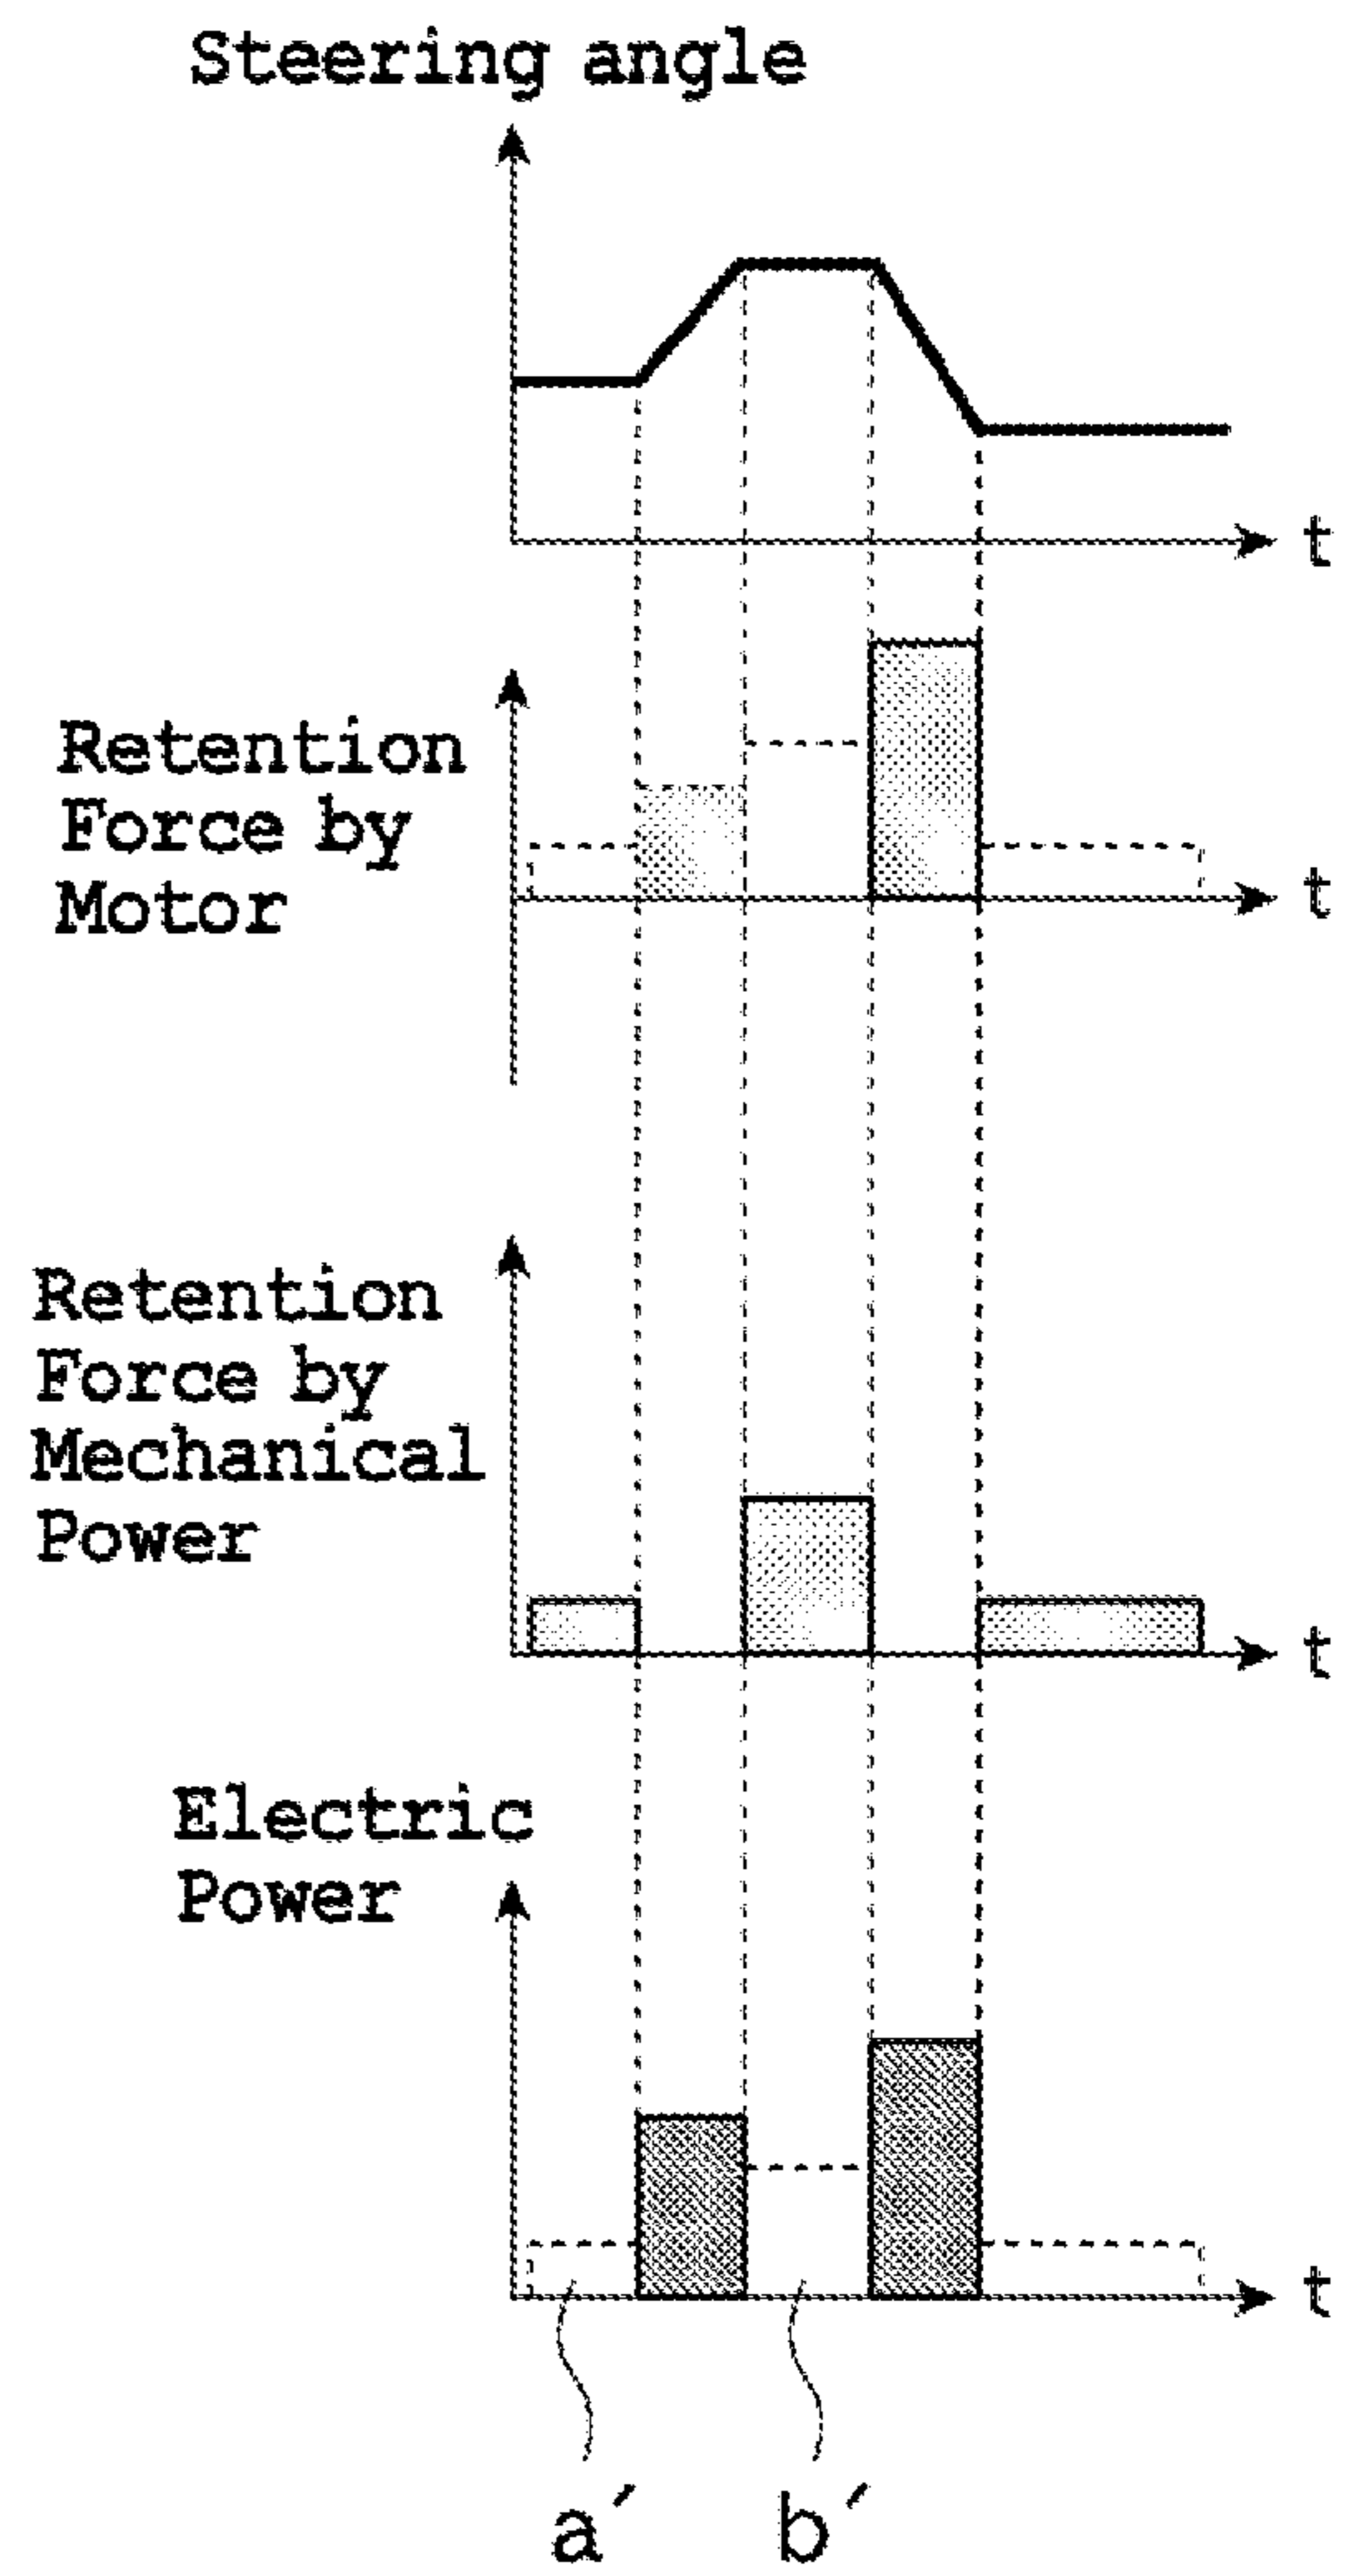 Steering angle
t
Retention
Force by
Motor
t
Retention
Force by
Mechanical
Power
t
Electric
Power
t
a′ b′